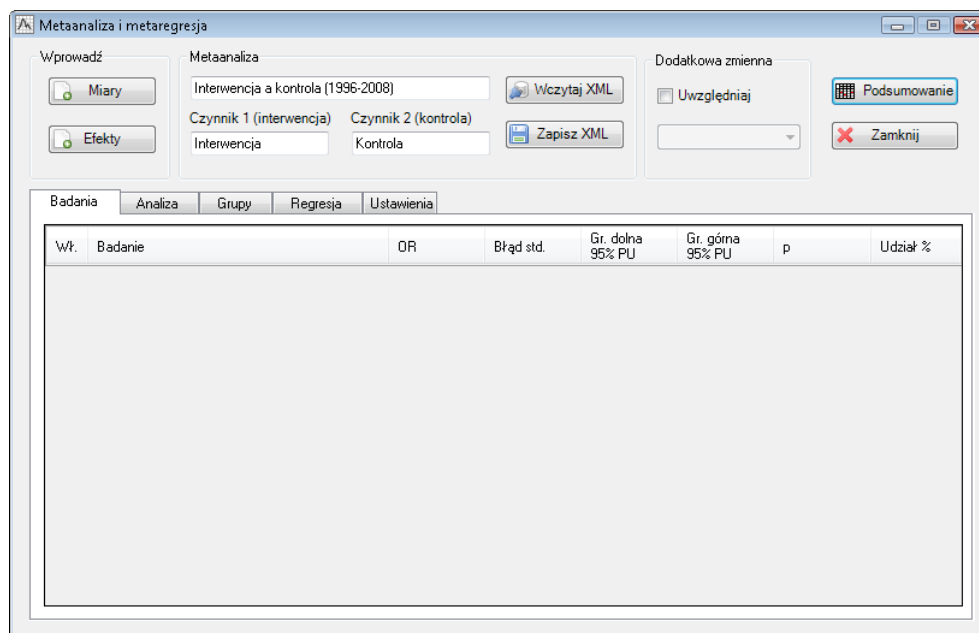 Metaanaliza i metaregresja
Wprowadź
Miary
Efekty
Metaanaliza
Interwencja a kontrola (1996-2008)
Wczytaj XML
Czynnik 1 (interwencja) Czynnik 2 (kontrola)
Interwencja Kontrola
Zapisz XML
Dodatkowa zmienna
Uwzględniaj
Podsumowanie
Zamknij
Badania Analiza Grupy Regresja Ustawienia
Wł. Badanie OR Błąd std. Gr. dolna 95% PU Gr. górna 95% PU p Udział %